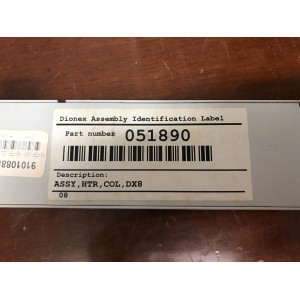 Dionex Assembly Identification Label
Part number 051890
Description:
ASSY,HTR,COL,DX8
08